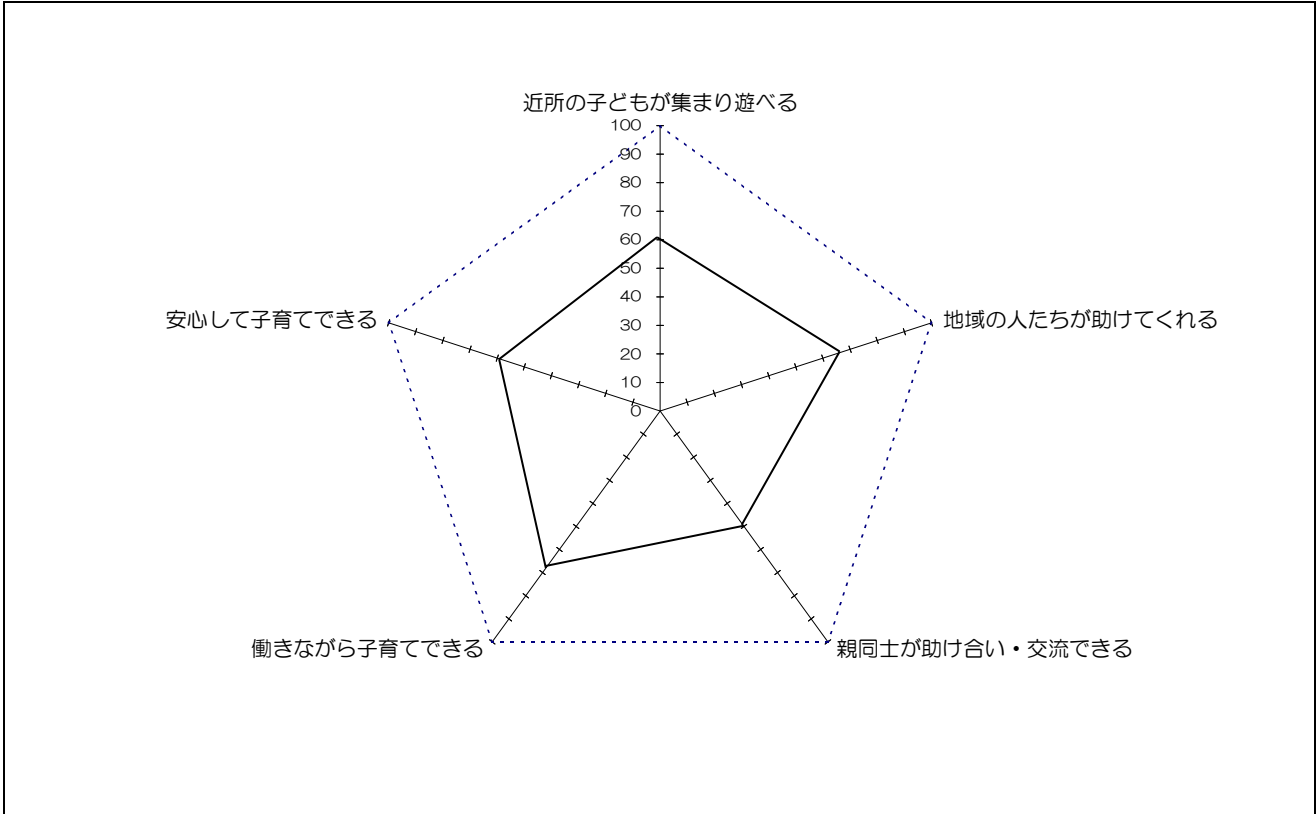 近所の子どもが集まり遊べる
100
90
80
70
60
50
40
30
20
10
0
安心して子育てできる
地域の人たちが助けてくれる
働きながら子育てできる
親同士が助け合い・交流できる